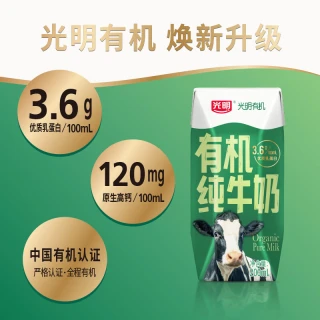 光明有机 焕新升级
3.6g
优质乳蛋白/100mL
120mg
原生高钙/100mL
中国有机认证
严格认证·全程有机
光明
光明有机
3.6
有机
纯牛奶
Organic
Pure Milk